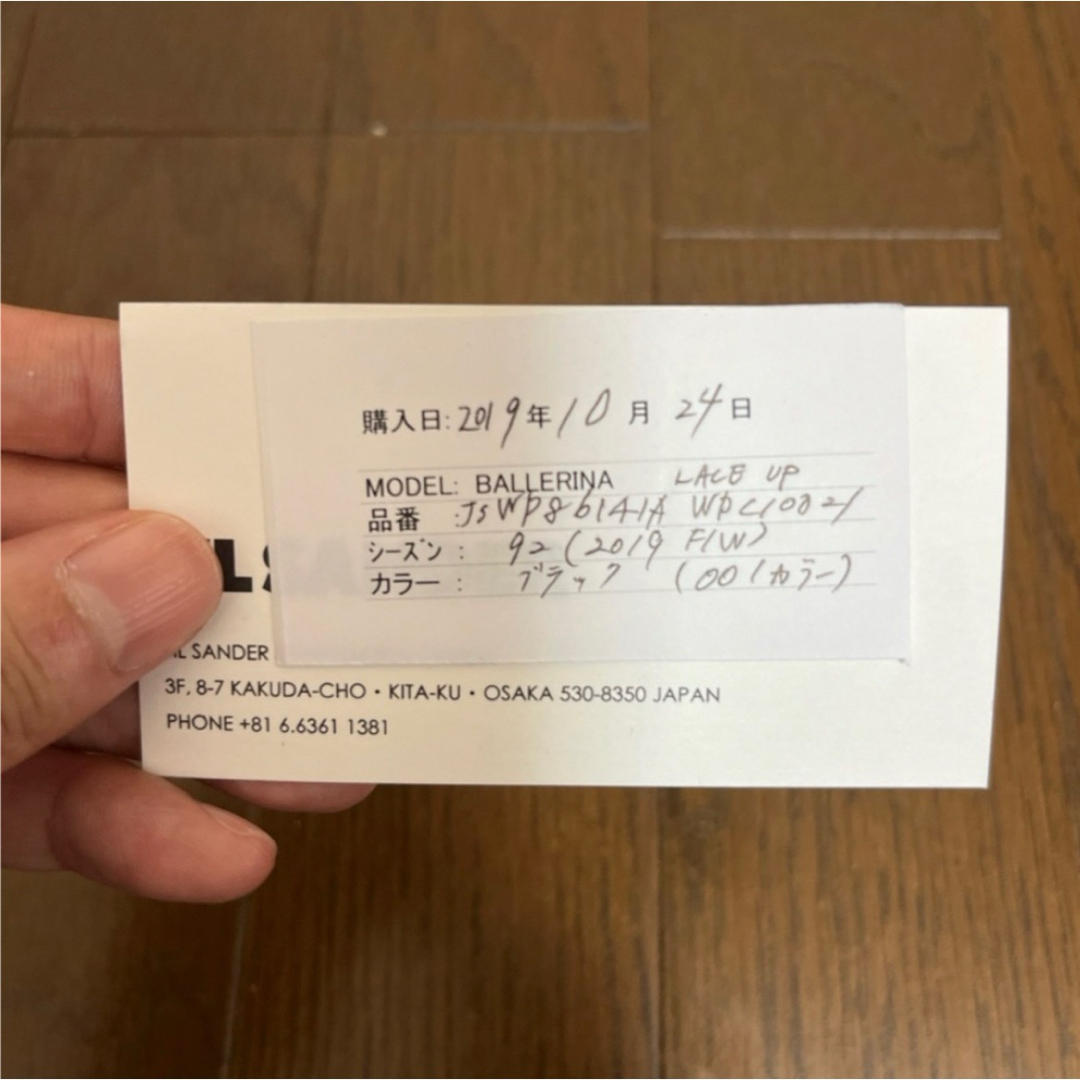 購入日: 2019年10月24日
MODEL: BALLERINA LACE UP
品番 :JSWP86141A WPC10021
シーズン : 92 (2019 F/W)
カラー : ブラック (001カラー)
L S
IL SANDER
3F, 8-7 KAKUDA-CHO・KITA-KU・OSAKA 530-8350 JAPAN
PHONE +81 6.6361 1381